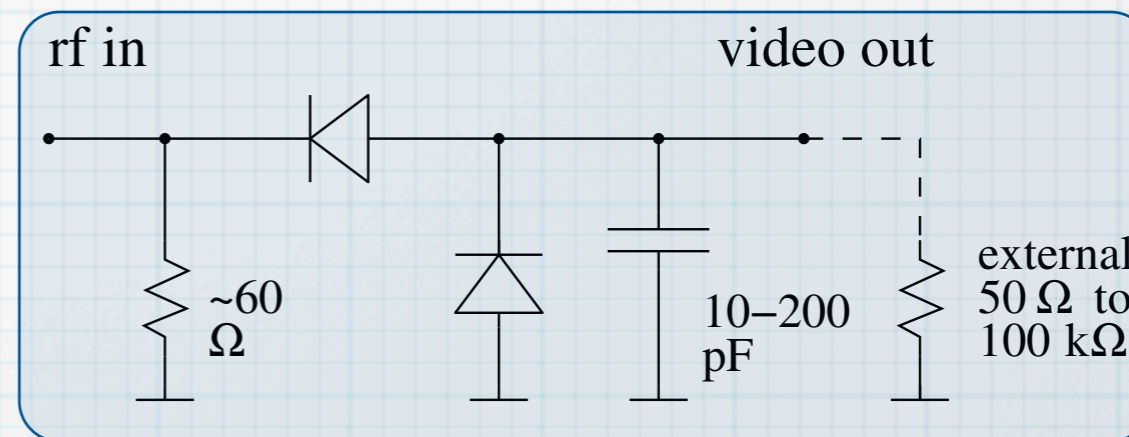 rf in
video out
~60
Ω
10–200
pF
external
50 Ω to
100 kΩ